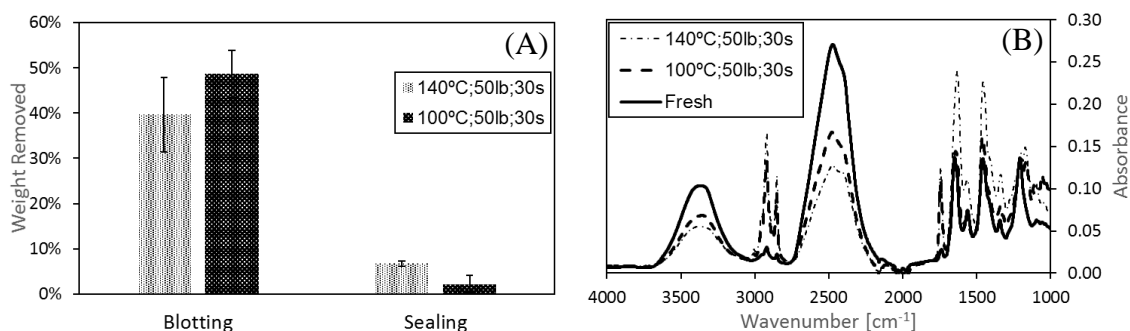 (A)
Weight Removed
60%
50%
40%
30%
20%
10%
0%
140ºC;50lb;30s
100ºC;50lb;30s
Blotting
Sealing
(B)
140ºC;50lb;30s
100ºC;50lb;30s
Fresh
0.30
0.25
0.20
0.15
0.10
0.05
0.00
Absorbance
4000 3500 3000 2500 2000 1500 1000
Wavenumber [cm⁻¹]